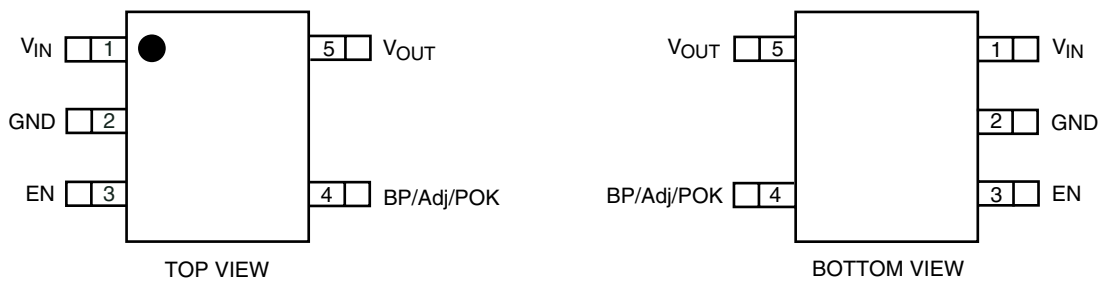 VIN 1 5 VOUT
GND 2
EN 3 4 BP/Adj/POK
TOP VIEW
VOUT 5 1 VIN
2 GND
BP/Adj/POK 4 3 EN
BOTTOM VIEW